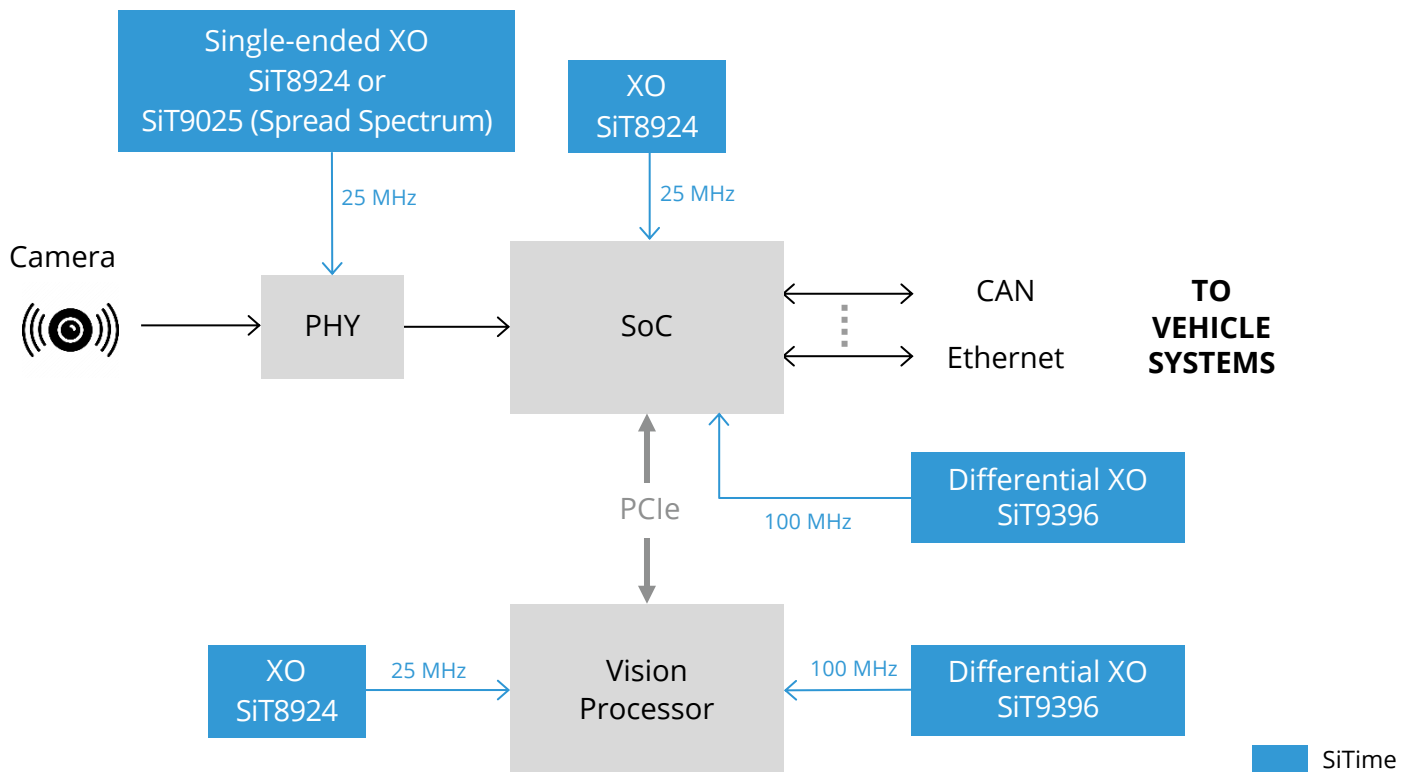 Single-ended XO
SiT8924 or
SiT9025 (Spread Spectrum)
XO
SiT8924
25 MHz
25 MHz
Camera
PHY
SoC
CAN
Ethernet
TO
VEHICLE
SYSTEMS
PCIe
100 MHz
Differential XO
SiT9396
XO
SiT8924
25 MHz
Vision
Processor
100 MHz
Differential XO
SiT9396
SiTime